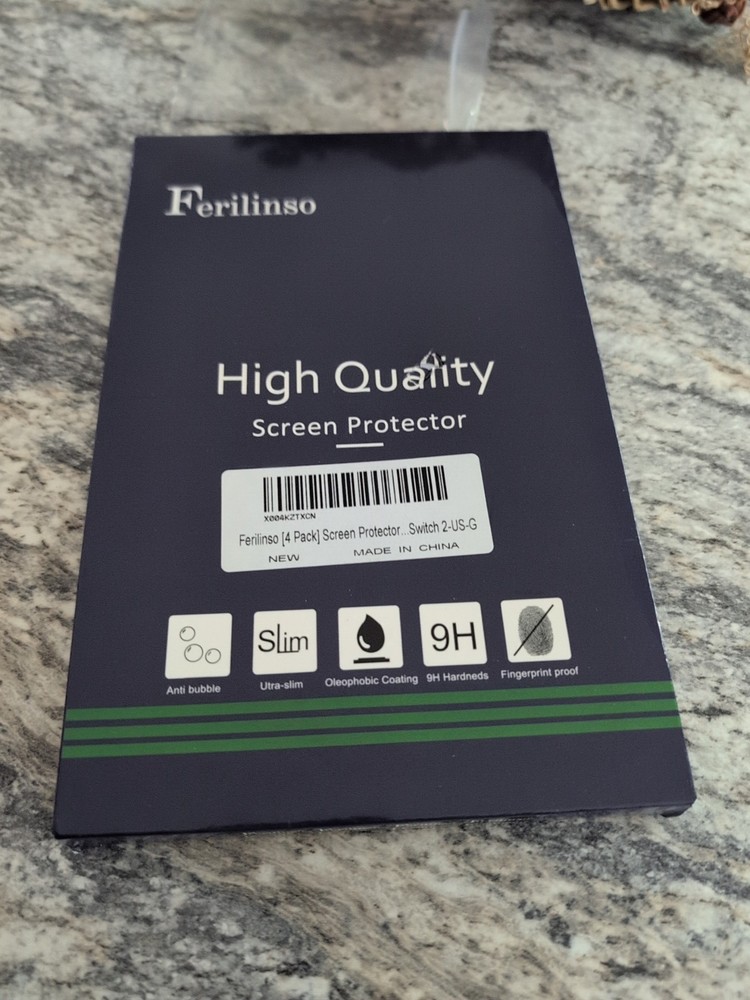 Ferilinso
High Quality
Screen Protector
X004KZTXCN
Ferilinso [4 Pack] Screen Protector...Switch 2-US-G
NEW MADE IN CHINA
Slim 9H
Anti bubble Utra-slim Oleophobic Coating 9H Hardneds Fingerprint proof